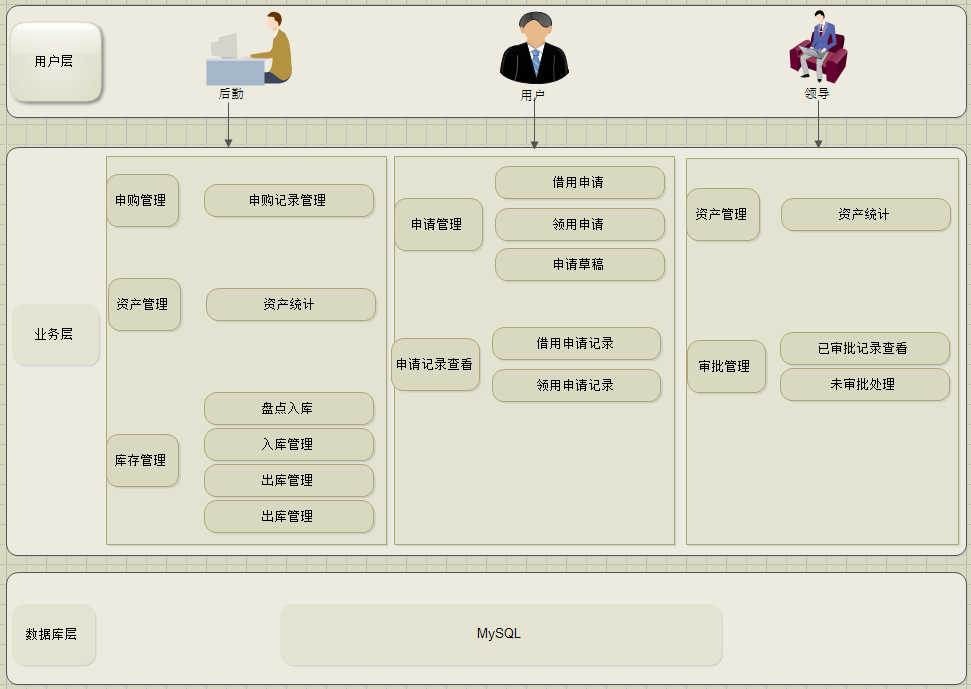 用户层
后勤
用户
领导
业务层
申购管理
申购记录管理
资产管理
资产统计
库存管理
盘点入库
入库管理
出库管理
出库管理
申请管理
借用申请
领用申请
申请草稿
申请记录查看
借用申请记录
领用申请记录
资产管理
资产统计
审批管理
已审批记录查看
未审批处理
数据库层
MySQL